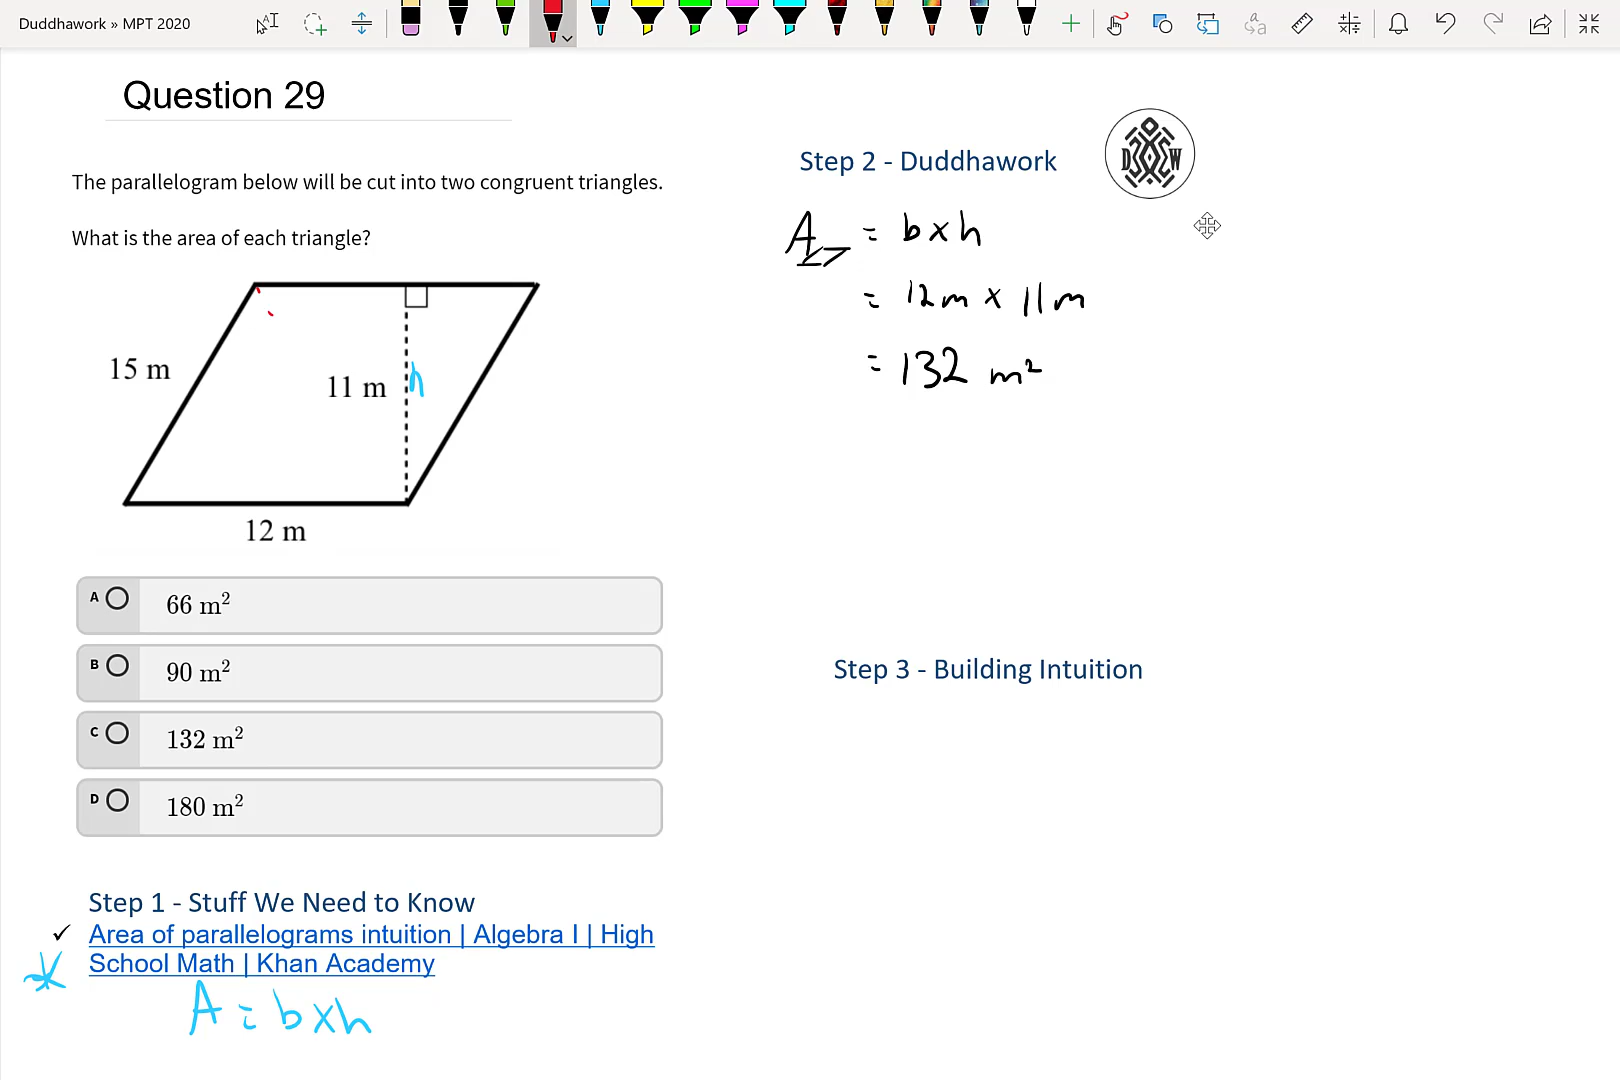 Duddhawork » MPT 2020
Question 29
The parallelogram below will be cut into two congruent triangles.
What is the area of each triangle?
15 m
11 m
h
12 m
A 66 m²
B 90 m²
C 132 m²
D 180 m²
Step 1 - Stuff We Need to Know
Area of parallelograms intuition | Algebra I | High
School Math | Khan Academy
A = b x h
Step 2 - Duddhawork
D W
A▱ = b x h
= 12m x 11m
= 132 m²
Step 3 - Building Intuition